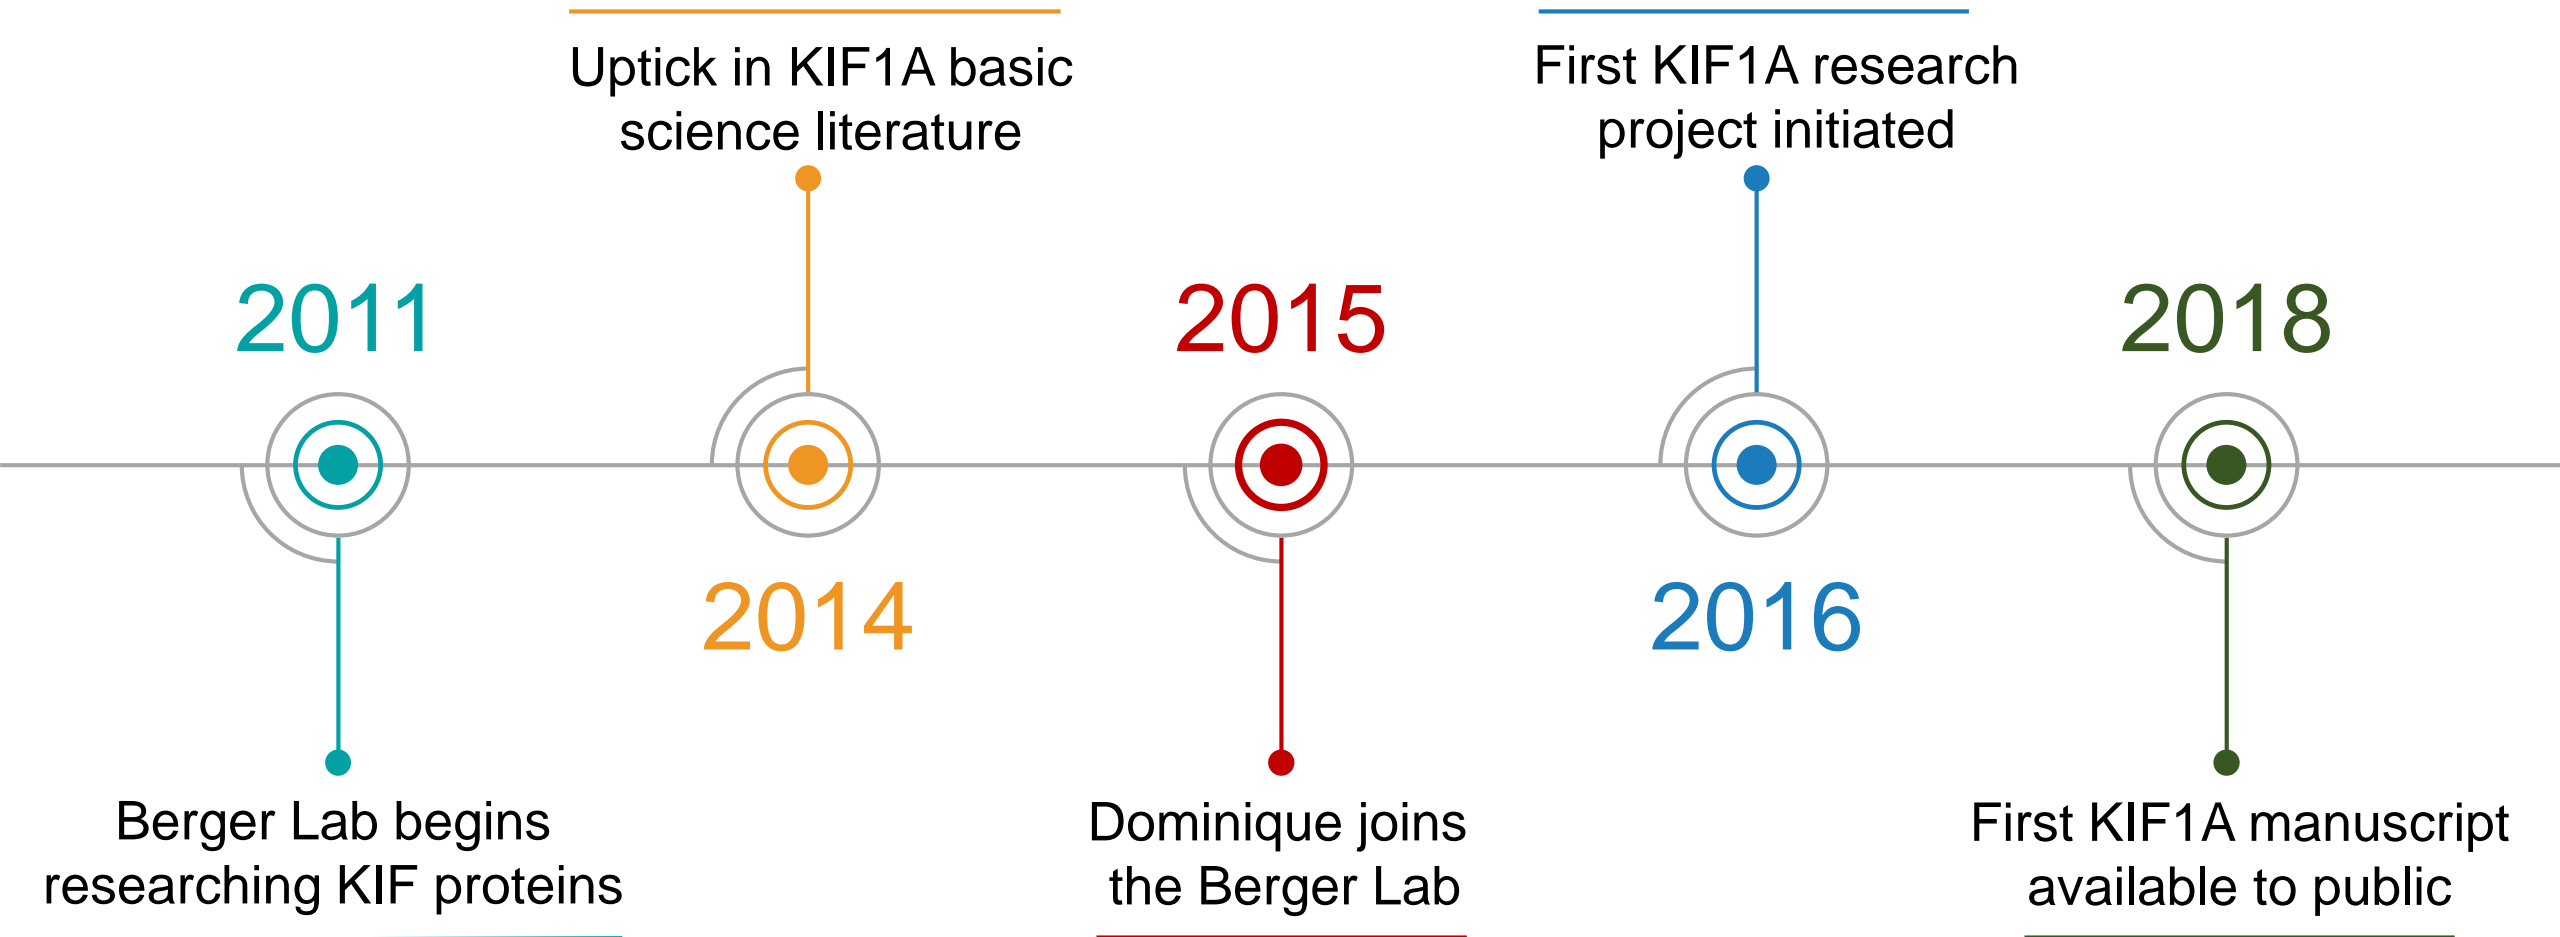 2011
Berger Lab begins
researching KIF proteins
Uptick in KIF1A basic
science literature
2014
2015
Dominique joins
the Berger Lab
First KIF1A research
project initiated
2016
2018
First KIF1A manuscript
available to public